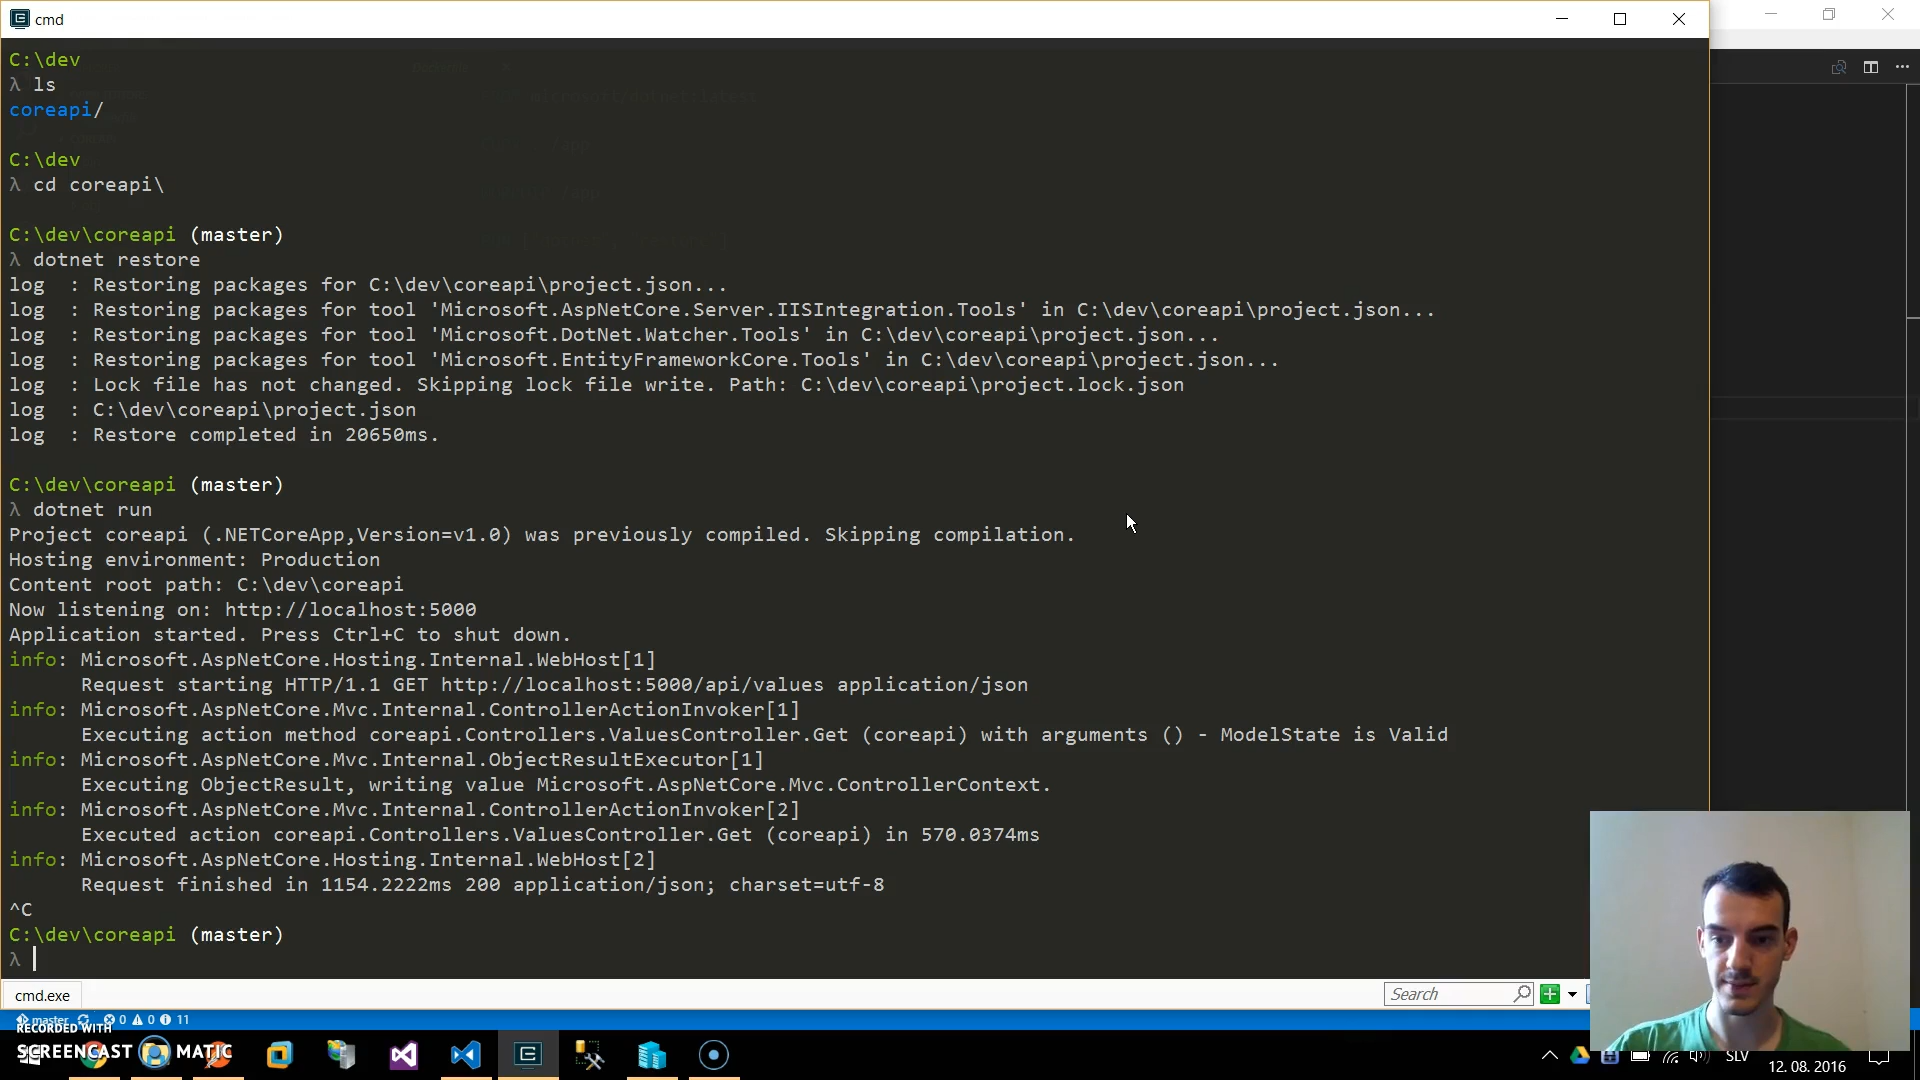 cmd
C:\dev
λ ls
coreapi/
C:\dev
λ cd coreapi\
C:\dev\coreapi (master)
λ dotnet restore
log : Restoring packages for C:\dev\coreapi\project.json...
log : Restoring packages for tool 'Microsoft.AspNetCore.Server.IISIntegration.Tools' in C:\dev\coreapi\project.json...
log : Restoring packages for tool 'Microsoft.DotNet.Watcher.Tools' in C:\dev\coreapi\project.json...
log : Restoring packages for tool 'Microsoft.EntityFrameworkCore.Tools' in C:\dev\coreapi\project.json...
log : Lock file has not changed. Skipping lock file write. Path: C:\dev\coreapi\project.lock.json
log : C:\dev\coreapi\project.json
log : Restore completed in 20650ms.
C:\dev\coreapi (master)
λ dotnet run
Project coreapi (.NETCoreApp,Version=v1.0) was previously compiled. Skipping compilation.
Hosting environment: Production
Content root path: C:\dev\coreapi
Now listening on: http://localhost:5000
Application started. Press Ctrl+C to shut down.
info: Microsoft.AspNetCore.Hosting.Internal.WebHost[1]
Request starting HTTP/1.1 GET http://localhost:5000/api/values application/json
info: Microsoft.AspNetCore.Mvc.Internal.ControllerActionInvoker[1]
Executing action method coreapi.Controllers.ValuesController.Get (coreapi) with arguments () - ModelState is Valid
info: Microsoft.AspNetCore.Mvc.Internal.ObjectResultExecutor[1]
Executing ObjectResult, writing value Microsoft.AspNetCore.Mvc.ControllerContext.
info: Microsoft.AspNetCore.Mvc.Internal.ControllerActionInvoker[2]
Executed action coreapi.Controllers.ValuesController.Get (coreapi) in 570.0374ms
info: Microsoft.AspNetCore.Hosting.Internal.WebHost[2]
Request finished in 1154.2222ms 200 application/json; charset=utf-8
^C
C:\dev\coreapi (master)
λ
cmd.exe
Search
master 0 0 11
RECORDED WITH
SCREENCAST MATIC
SLV
12. 08. 2016